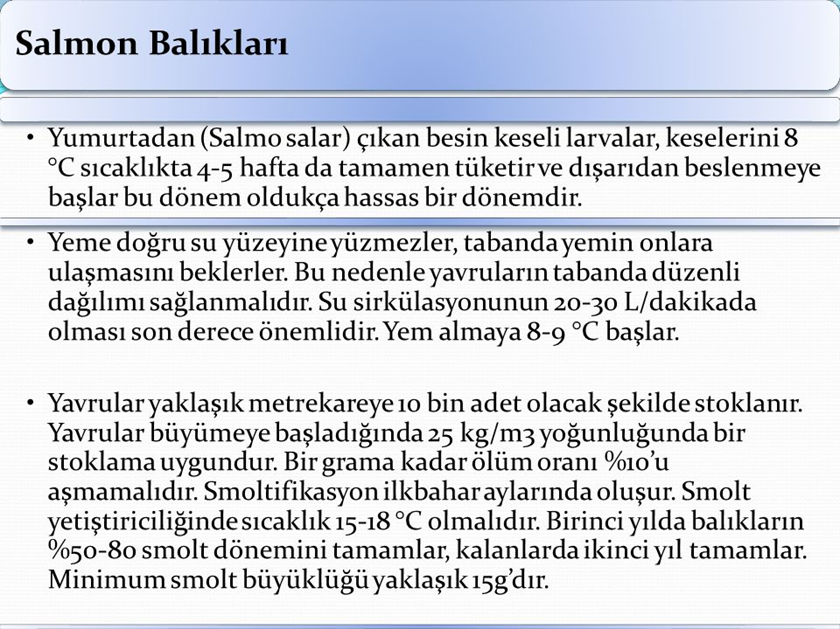 Salmon Balıkları
• Yumurtadan (Salmo salar) çıkan besin keseli larvalar, keselerini 8
°C sıcaklıkta 4-5 hafta da tamamen tüketir ve dışarıdan beslenmeye
başlar bu dönem oldukça hassas bir dönemdir.
• Yeme doğru su yüzeyine yüzmezler, tabanda yemin onlara
ulaşmasını beklerler. Bu nedenle yavruların tabanda düzenli
dağılımı sağlanmalıdır. Su sirkülasyonunun 20-30 L/dakikada
olması son derece önemlidir. Yem almaya 8-9 °C başlar.
• Yavrular yaklaşık metrekareye 10 bin adet olacak şekilde stoklanır.
Yavrular büyümeye başladığında 25 kg/m3 yoğunluğunda bir
stoklama uygundur. Bir grama kadar ölüm oranı %10’u
aşmamalıdır. Smoltifikasyon ilkbahar aylarında oluşur. Smolt
yetiştiriciliğinde sıcaklık 15-18 °C olmalıdır. Birinci yılda balıkların
%50-80 smolt dönemini tamamlar, kalanlarda ikinci yıl tamamlar.
Minimum smolt büyüklüğü yaklaşık 15g’dır.